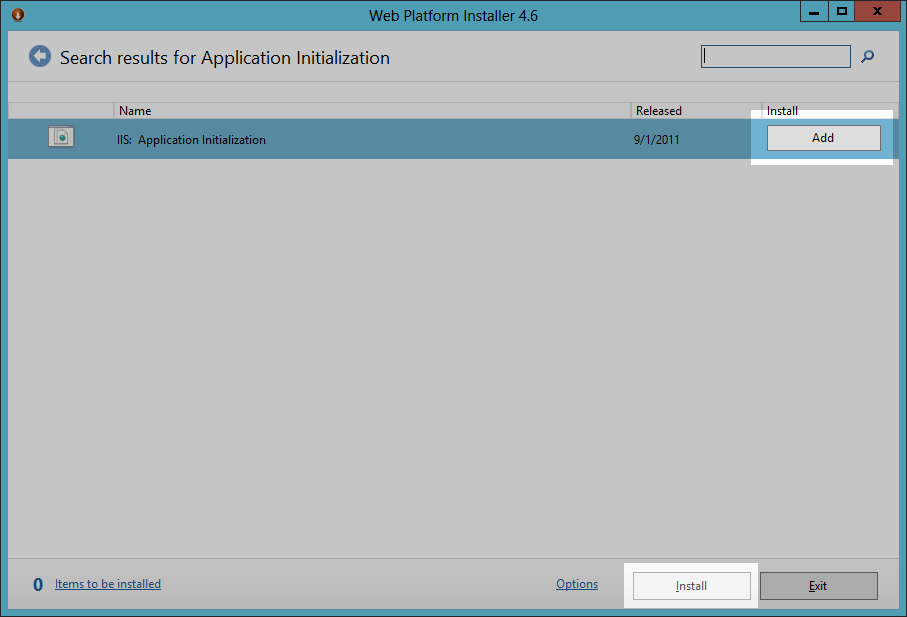 Web Platform Installer 4.6
Search results for Application Initialization
Name Released Install
IIS: Application Initialization 9/1/2011 Add
0 Items to be installed Options Install Exit